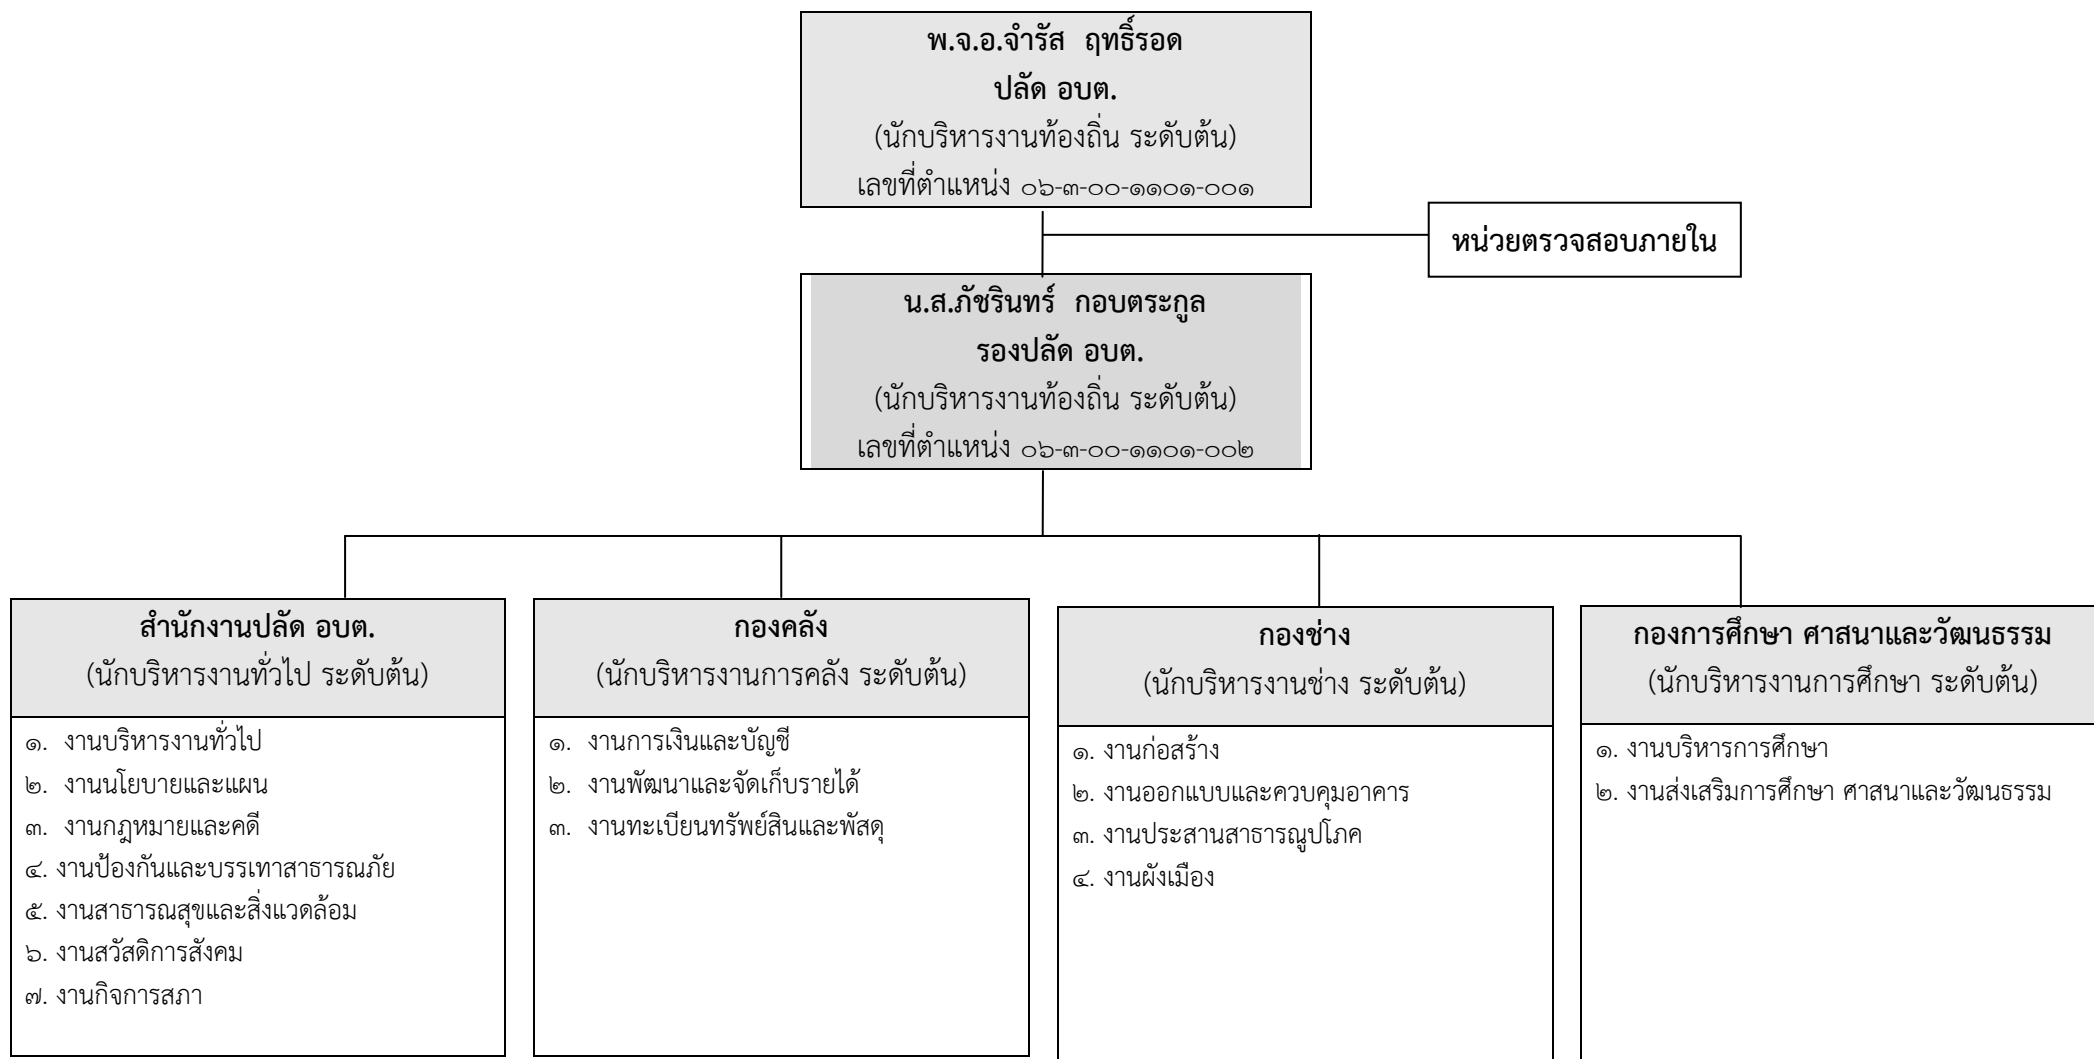 พ.จ.อ.จำรัส  ฤทธิ์รอด
ปลัด อบต.
(นักบริหารงานท้องถิ่น ระดับต้น)
เลขที่ตำแหน่ง ๐๖-๓-๐๐-๑๑๐๑-๐๐๑
หน่วยตรวจสอบภายใน
น.ส.ภัชรินทร์  กอบตระกูล
รองปลัด อบต.
(นักบริหารงานท้องถิ่น ระดับต้น)
เลขที่ตำแหน่ง ๐๖-๓-๐๐-๑๑๐๑-๐๐๒
สำนักงานปลัด อบต.
(นักบริหารงานทั่วไป ระดับต้น)
๑.  งานบริหารงานทั่วไป
๒.  งานนโยบายและแผน
๓.  งานกฎหมายและคดี
๔. งานป้องกันและบรรเทาสาธารณภัย
๕. งานสาธารณสุขและสิ่งแวดล้อม
๖. งานสวัสดิการสังคม
๗. งานกิจการสภา
กองคลัง
(นักบริหารงานการคลัง ระดับต้น)
๑.  งานการเงินและบัญชี
๒.  งานพัฒนาและจัดเก็บรายได้
๓.  งานทะเบียนทรัพย์สินและพัสดุ
กองช่าง
(นักบริหารงานช่าง ระดับต้น)
๑. งานก่อสร้าง
๒. งานออกแบบและควบคุมอาคาร
๓. งานประสานสาธารณูปโภค
๔. งานผังเมือง
กองการศึกษา ศาสนาและวัฒนธรรม
(นักบริหารงานการศึกษา ระดับต้น)
๑. งานบริหารการศึกษา
๒. งานส่งเสริมการศึกษา ศาสนาและวัฒนธรรม